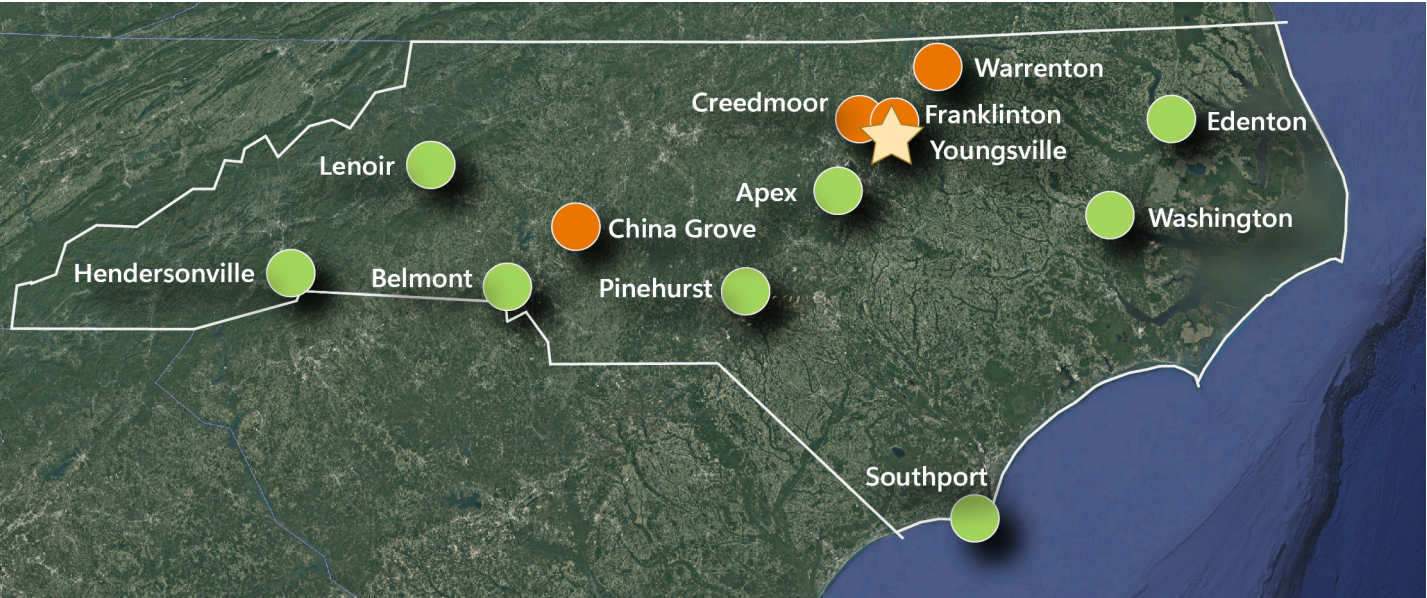 Warrenton
Creedmoor
Franklinton
Edenton
Youngsville
Lenoir
Apex
Washington
China Grove
Hendersonville
Belmont
Pinehurst
Southport